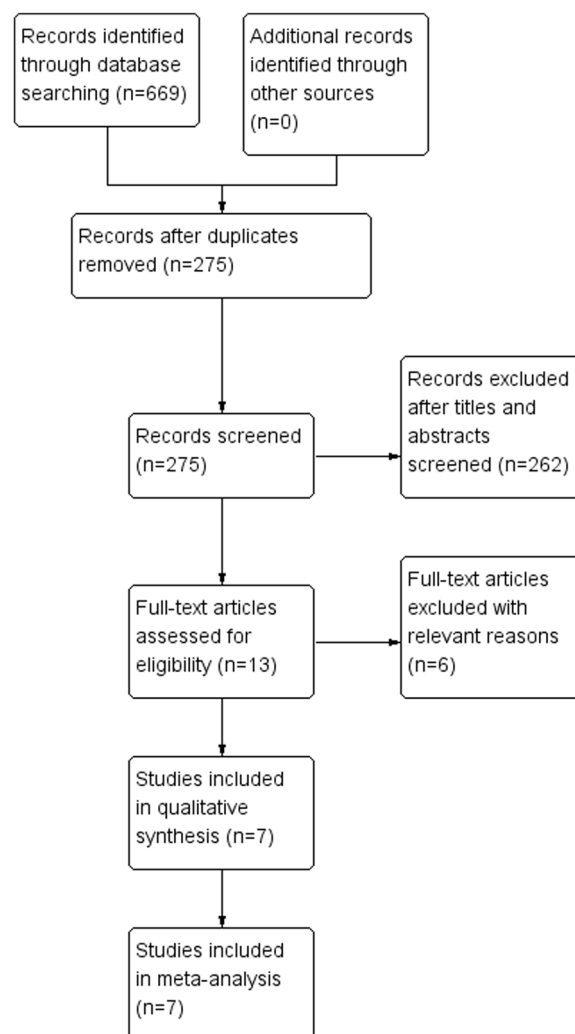 Records identified
through database
searching (n=669)
Additional records
identified through
other sources
(n=0)
Records after duplicates
removed (n=275)
Records screened
(n=275)
Records excluded
after titles and
abstracts
screened (n=262)
Full-text articles
assessed for
eligibility (n=13)
Full-text articles
excluded with
relevant reasons
(n=6)
Studies included
in qualitative
synthesis (n=7)
Studies included
in meta-analysis
(n=7)